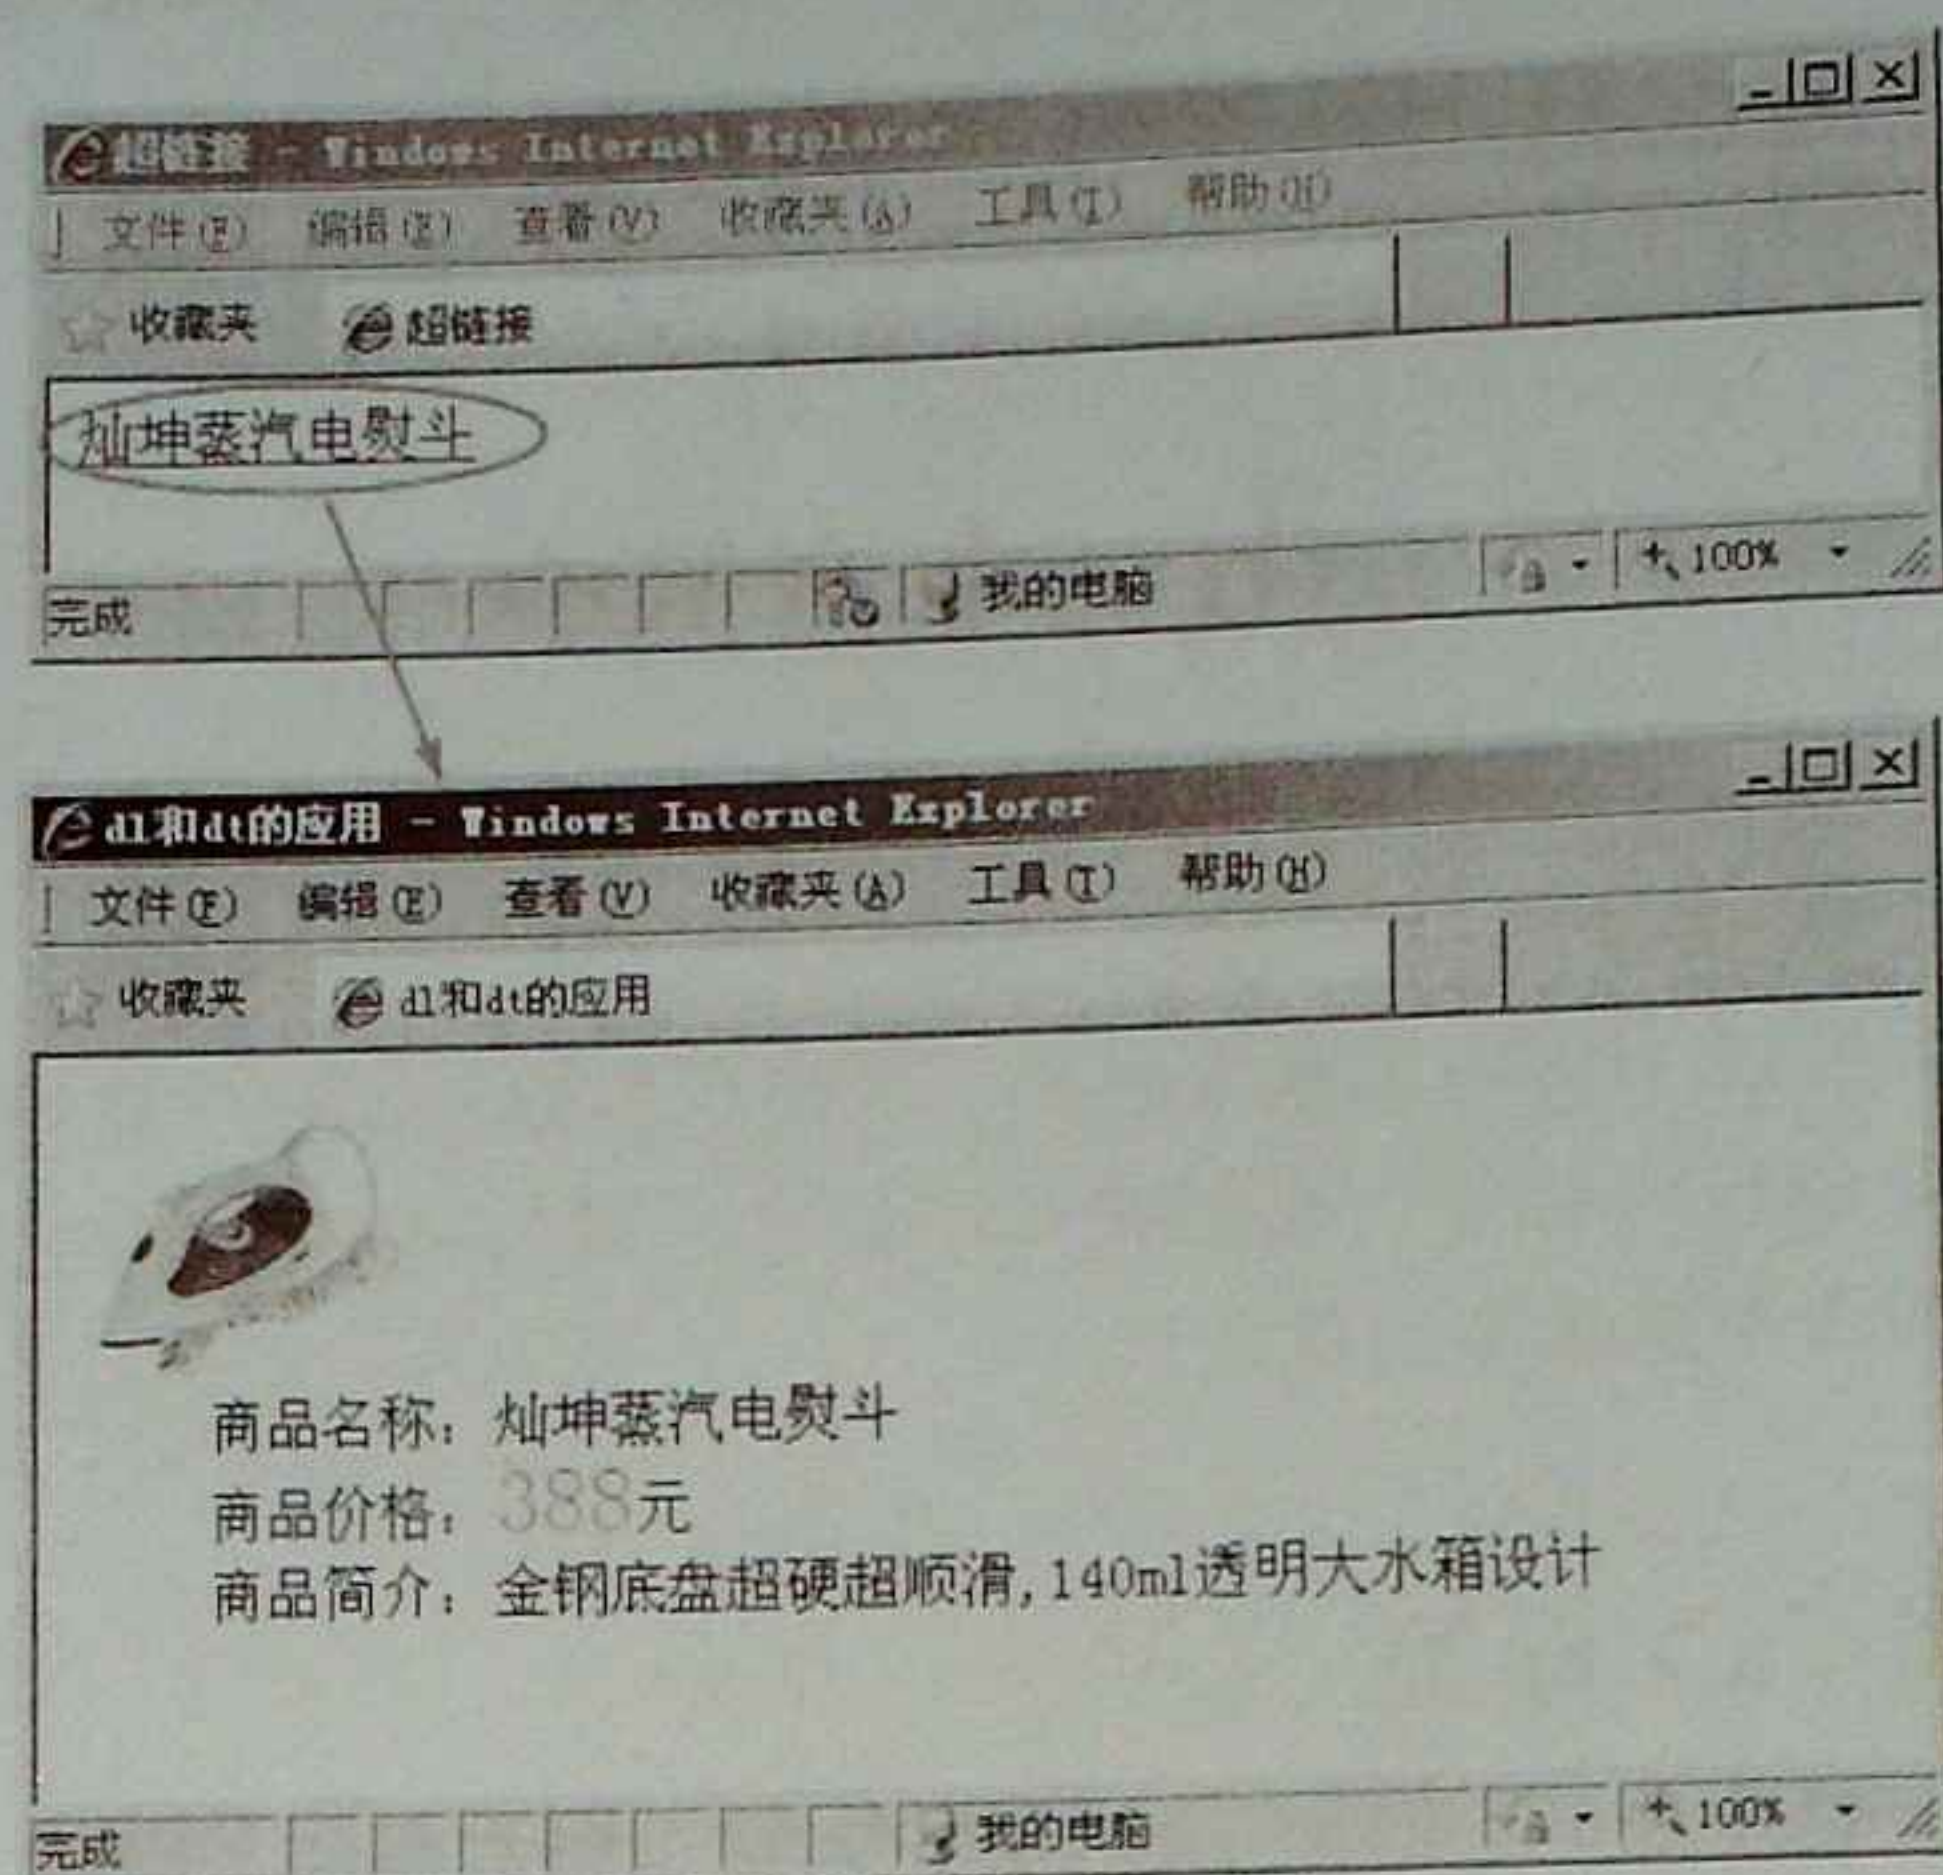 超链接 - Windows Internet Explorer
文件(F) 编辑(E) 查看(V) 收藏夹(A) 工具(T) 帮助(H)
收藏夹 超链接
灿坤蒸汽电熨斗
完成 我的电脑 100%
dl和dt的应用 - Windows Internet Explorer
文件(F) 编辑(E) 查看(V) 收藏夹(A) 工具(T) 帮助(H)
收藏夹 dl和dt的应用
商品名称：灿坤蒸汽电熨斗
商品价格：388元
商品简介：金钢底盘超硬超顺滑,140ml透明大水箱设计
完成 我的电脑 100%